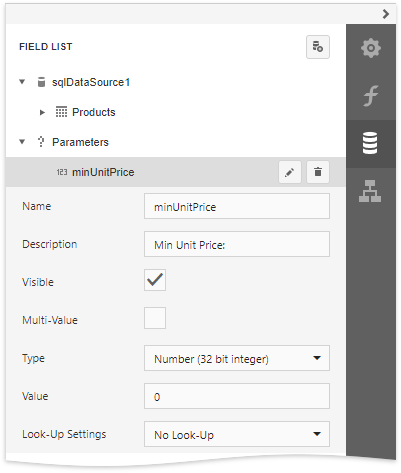 FIELD LIST
sqlDataSource1
Products
Parameters
123 minUnitPrice
Name minUnitPrice
Description Min Unit Price:
Visible
Multi-Value
Type Number (32 bit integer)
Value 0
Look-Up Settings No Look-Up